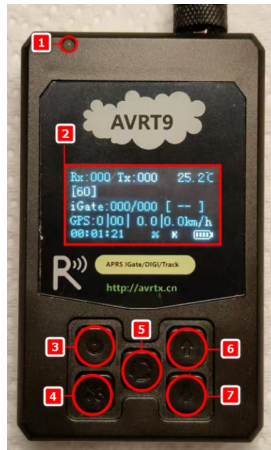 1
AVRT9
2
Rx:000 Tx:000 25.2℃
[60]
iGate:000/000 [ -- ]
GPS:0|00| 0.0|0.0km/h
00:01:21 K
R
APRS iGate/DIGI/Track
http://avrtx.cn
5
3
6
4
7